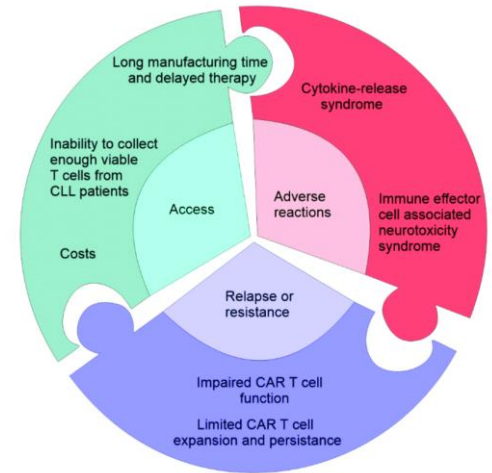 Long manufacturing time
and delayed therapy
Inability to collect
enough viable
T cells from
CLL patients
Costs
Access
Cytokine-release
syndrome
Immune effector
cell associated
neurotoxicity
syndrome
Adverse
reactions
Relapse or
resistance
Impaired CAR T cell
function
Limited CAR T cell
expansion and persistance